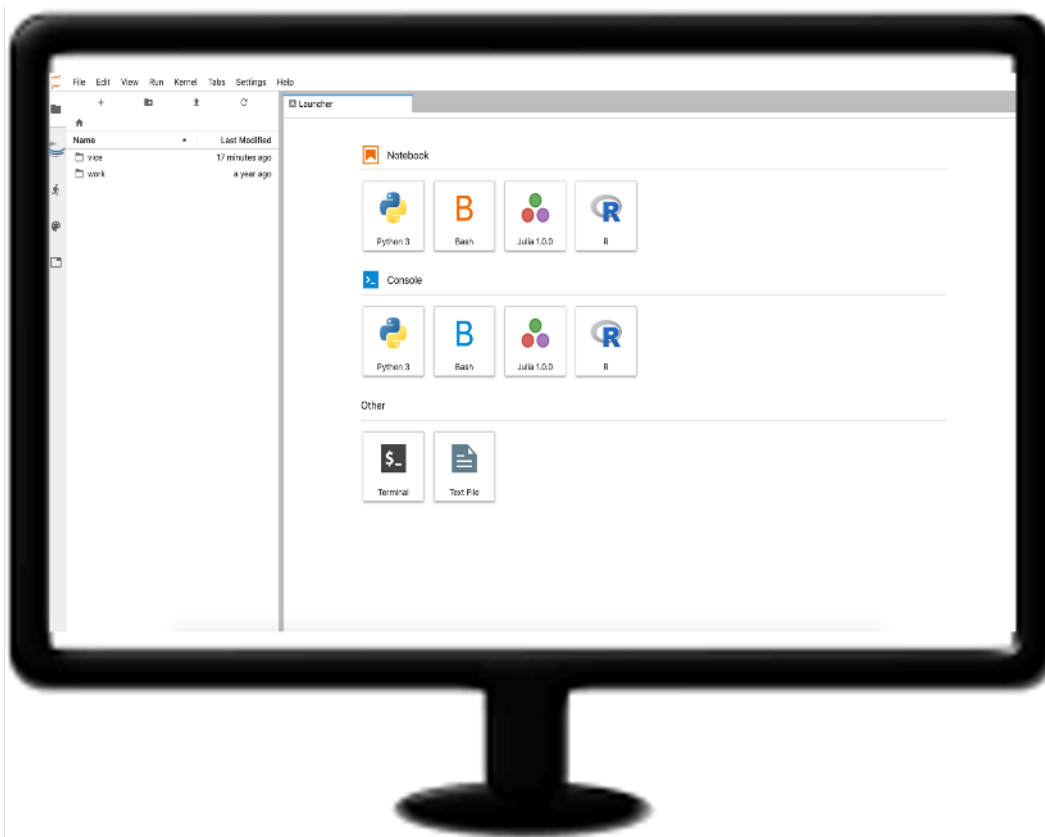 File Edit View Run Kernel Tabs Settings Help
Launcher
Name Last Modified
vice 17 minutes ago
work a year ago
Notebook
B R
Python 3 Bash Julia 1.0.0 R
Console
B R
Python 3 Bash Julia 1.0.0 R
Other
$_
Terminal Text File